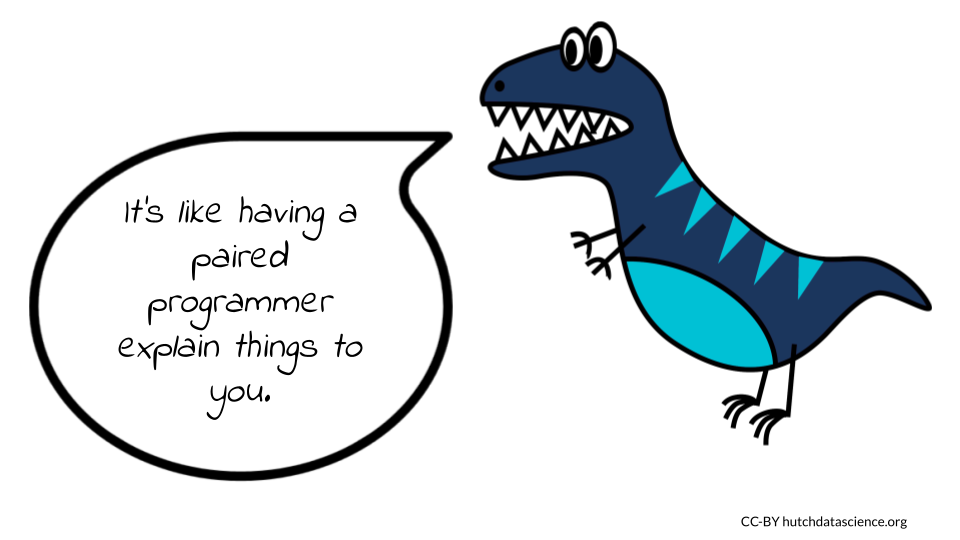 It's like having a
paired
programmer
explain things to
you.
CC-BY hutchdatascience.org